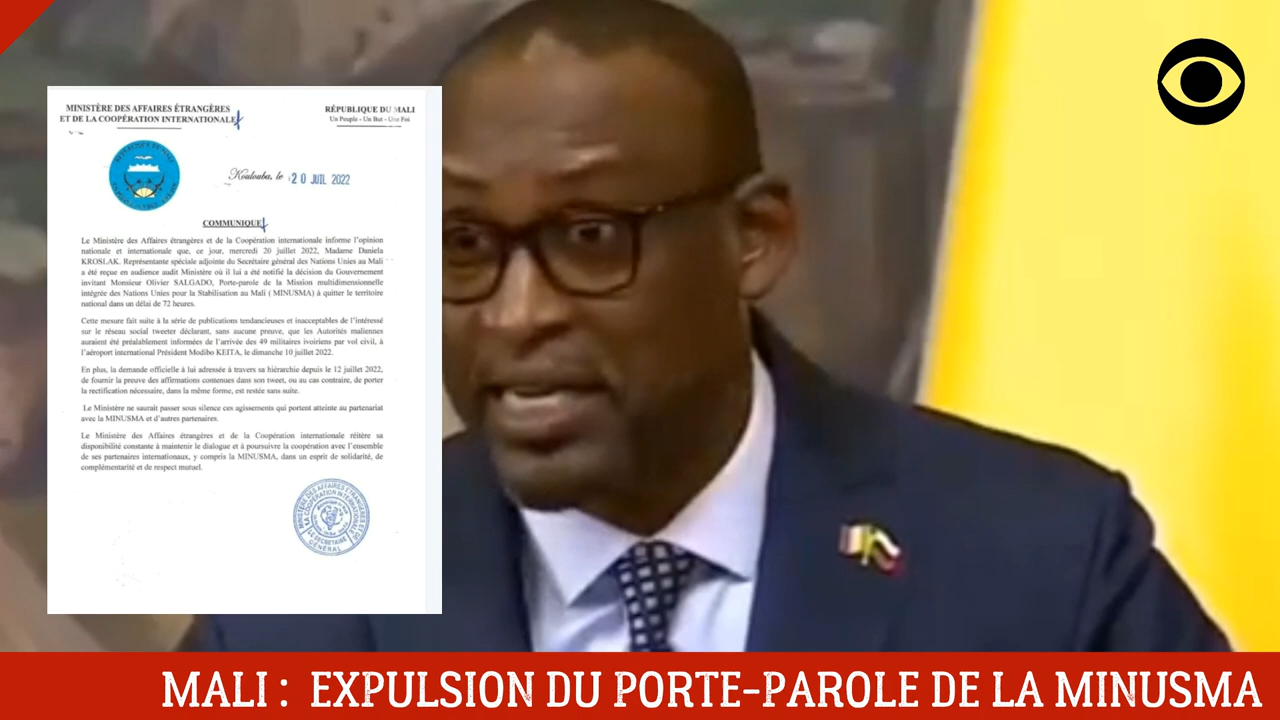 MINISTÈRE DES AFFAIRES ÉTRANGÈRES
ET DE LA COOPÉRATION INTERNATIONALE
RÉPUBLIQUE DU MALI
Un Peuple - Un But - Une Foi
Koulouba, le 20 JUIL 2022
COMMUNIQUE
Le Ministère des Affaires étrangères et de la Coopération internationale informe l'opinion
nationale et internationale que, ce jour, mercredi 20 juillet 2022, Madame Daniela
KROSLAK. Représentante spéciale adjointe du Secrétaire général des Nations Unies au Mali
a été reçue en audience audit Ministère où il lui a été notifié la décision du Gouvernement
invitant Monsieur Olivier SALGADO, Porte-parole de la Mission multidimensionnelle
intégrée des Nations Unies pour la Stabilisation au Mali ( MINUSMA) à quitter le territoire
national dans un délai de 72 heures.
Cette mesure fait suite à la série de publications tendancieuses et inacceptables de l'intéressé
sur le réseau social tweeter déclarant, sans aucune preuve, que les Autorités maliennes
auraient été préalablement informées de l'arrivée des 49 militaires ivoiriens par vol civil, à
l'aéroport international Président Modibo KEITA, le dimanche 10 juillet 2022.
En plus, la demande officielle à lui adressée à travers sa hiérarchie depuis le 12 juillet 2022,
de fournir la preuve des affirmations contenues dans son tweet, ou au cas contraire, de porter
la rectification nécessaire, dans la même forme, est restée sans suite.
Le Ministère ne saurait passer sous silence ces agissements qui portent atteinte au partenariat
avec la MINUSMA et d'autres partenaires.
Le Ministère des Affaires étrangères et de la Coopération internationale réitère sa
disponibilité constante à maintenir le dialogue et à poursuivre la coopération avec l'ensemble
de ses partenaires internationaux, y compris la MINUSMA, dans un esprit de solidarité, de
complémentarité et de respect mutuel.
LE SECRETAIRE
GÉNÉRAL
MALI : EXPULSION DU PORTE-PAROLE DE LA MINUSMA